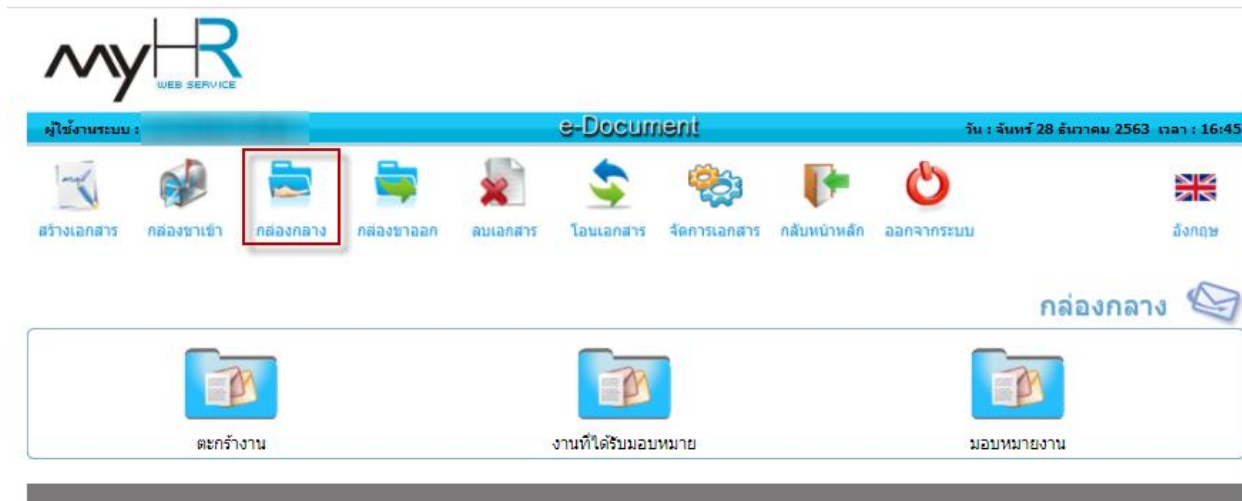 myHR
WEB SERVICE
ผู้ใช้งานระบบ :
e-Document
วัน : จันทร์ 28 ธันวาคม 2563 เวลา : 16:45
สร้างเอกสาร กล่องขาเข้า กล่องกลาง กล่องขาออก ลบเอกสาร โอนเอกสาร จัดการเอกสาร กลับหน้าหลัก ออกจากระบบ อังกฤษ
กล่องกลาง
ตะกร้างาน งานที่ได้รับมอบหมาย มอบหมายงาน